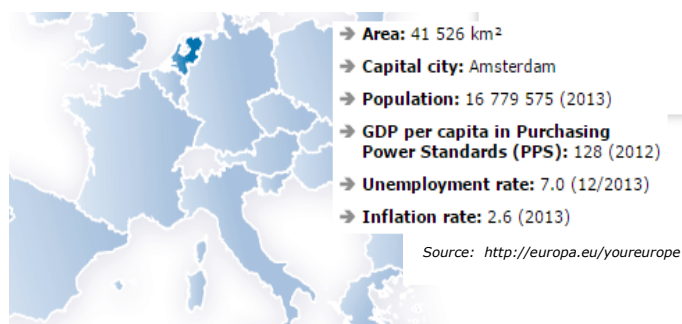 → Area: 41 526 km²
→ Capital city: Amsterdam
→ Population: 16 779 575 (2013)
→ GDP per capita in Purchasing
Power Standards (PPS): 128 (2012)
→ Unemployment rate: 7.0 (12/2013)
→ Inflation rate: 2.6 (2013)
Source: http://europa.eu/youreurope